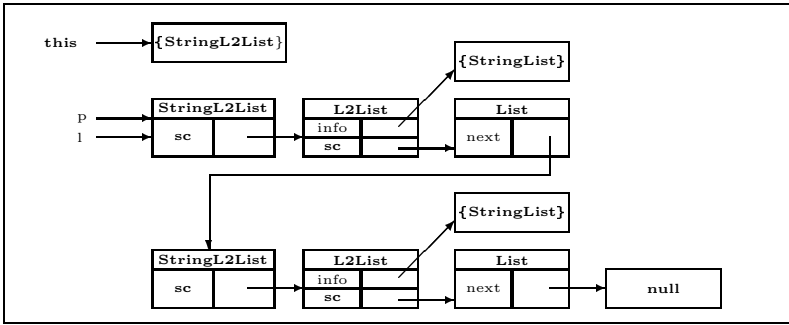 this {StringL2List}
{StringList}
p StringL2List L2List List
l sc info next
sc
{StringList}
StringL2List L2List List
sc info next null
sc